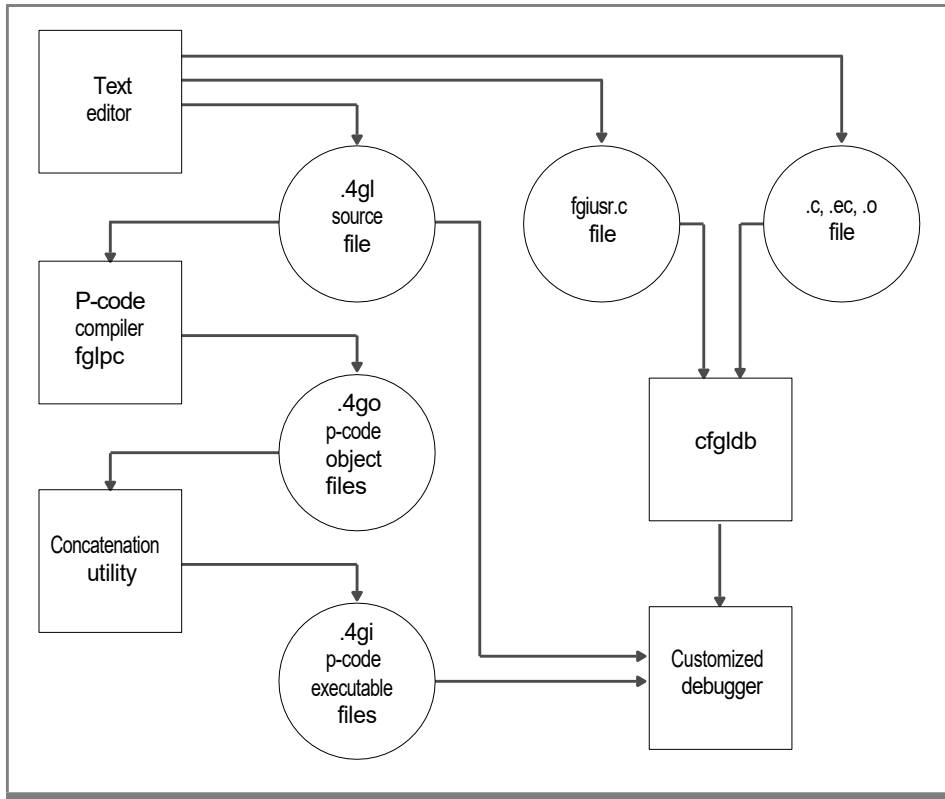 Text
editor
.4gl
source
file
fgiusr.c
file
.c, .ec, .o
file
P-code
compiler
fglpc
.4go
p-code
object
files
cfgldb
Concatenation
utility
.4gi
p-code
executable
files
Customized
debugger